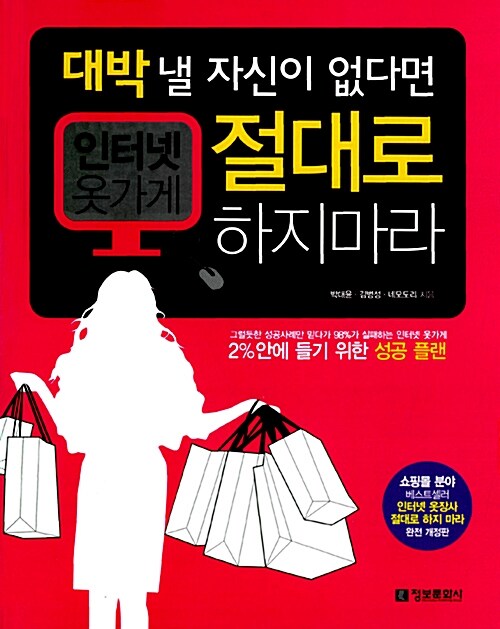 대박 낼 자신이 없다면
인터넷
옷가게
절대로
하지마라
박대윤 · 김범성 · 네모도리 지음
그럴듯한 성공사례만 믿다가 98%가 실패하는 인터넷 옷가게
2%안에 들기 위한 성공 플랜
쇼핑몰 분야
베스트셀러
인터넷 옷장사
절대로 하지 마라
완전 개정판
정보문화사